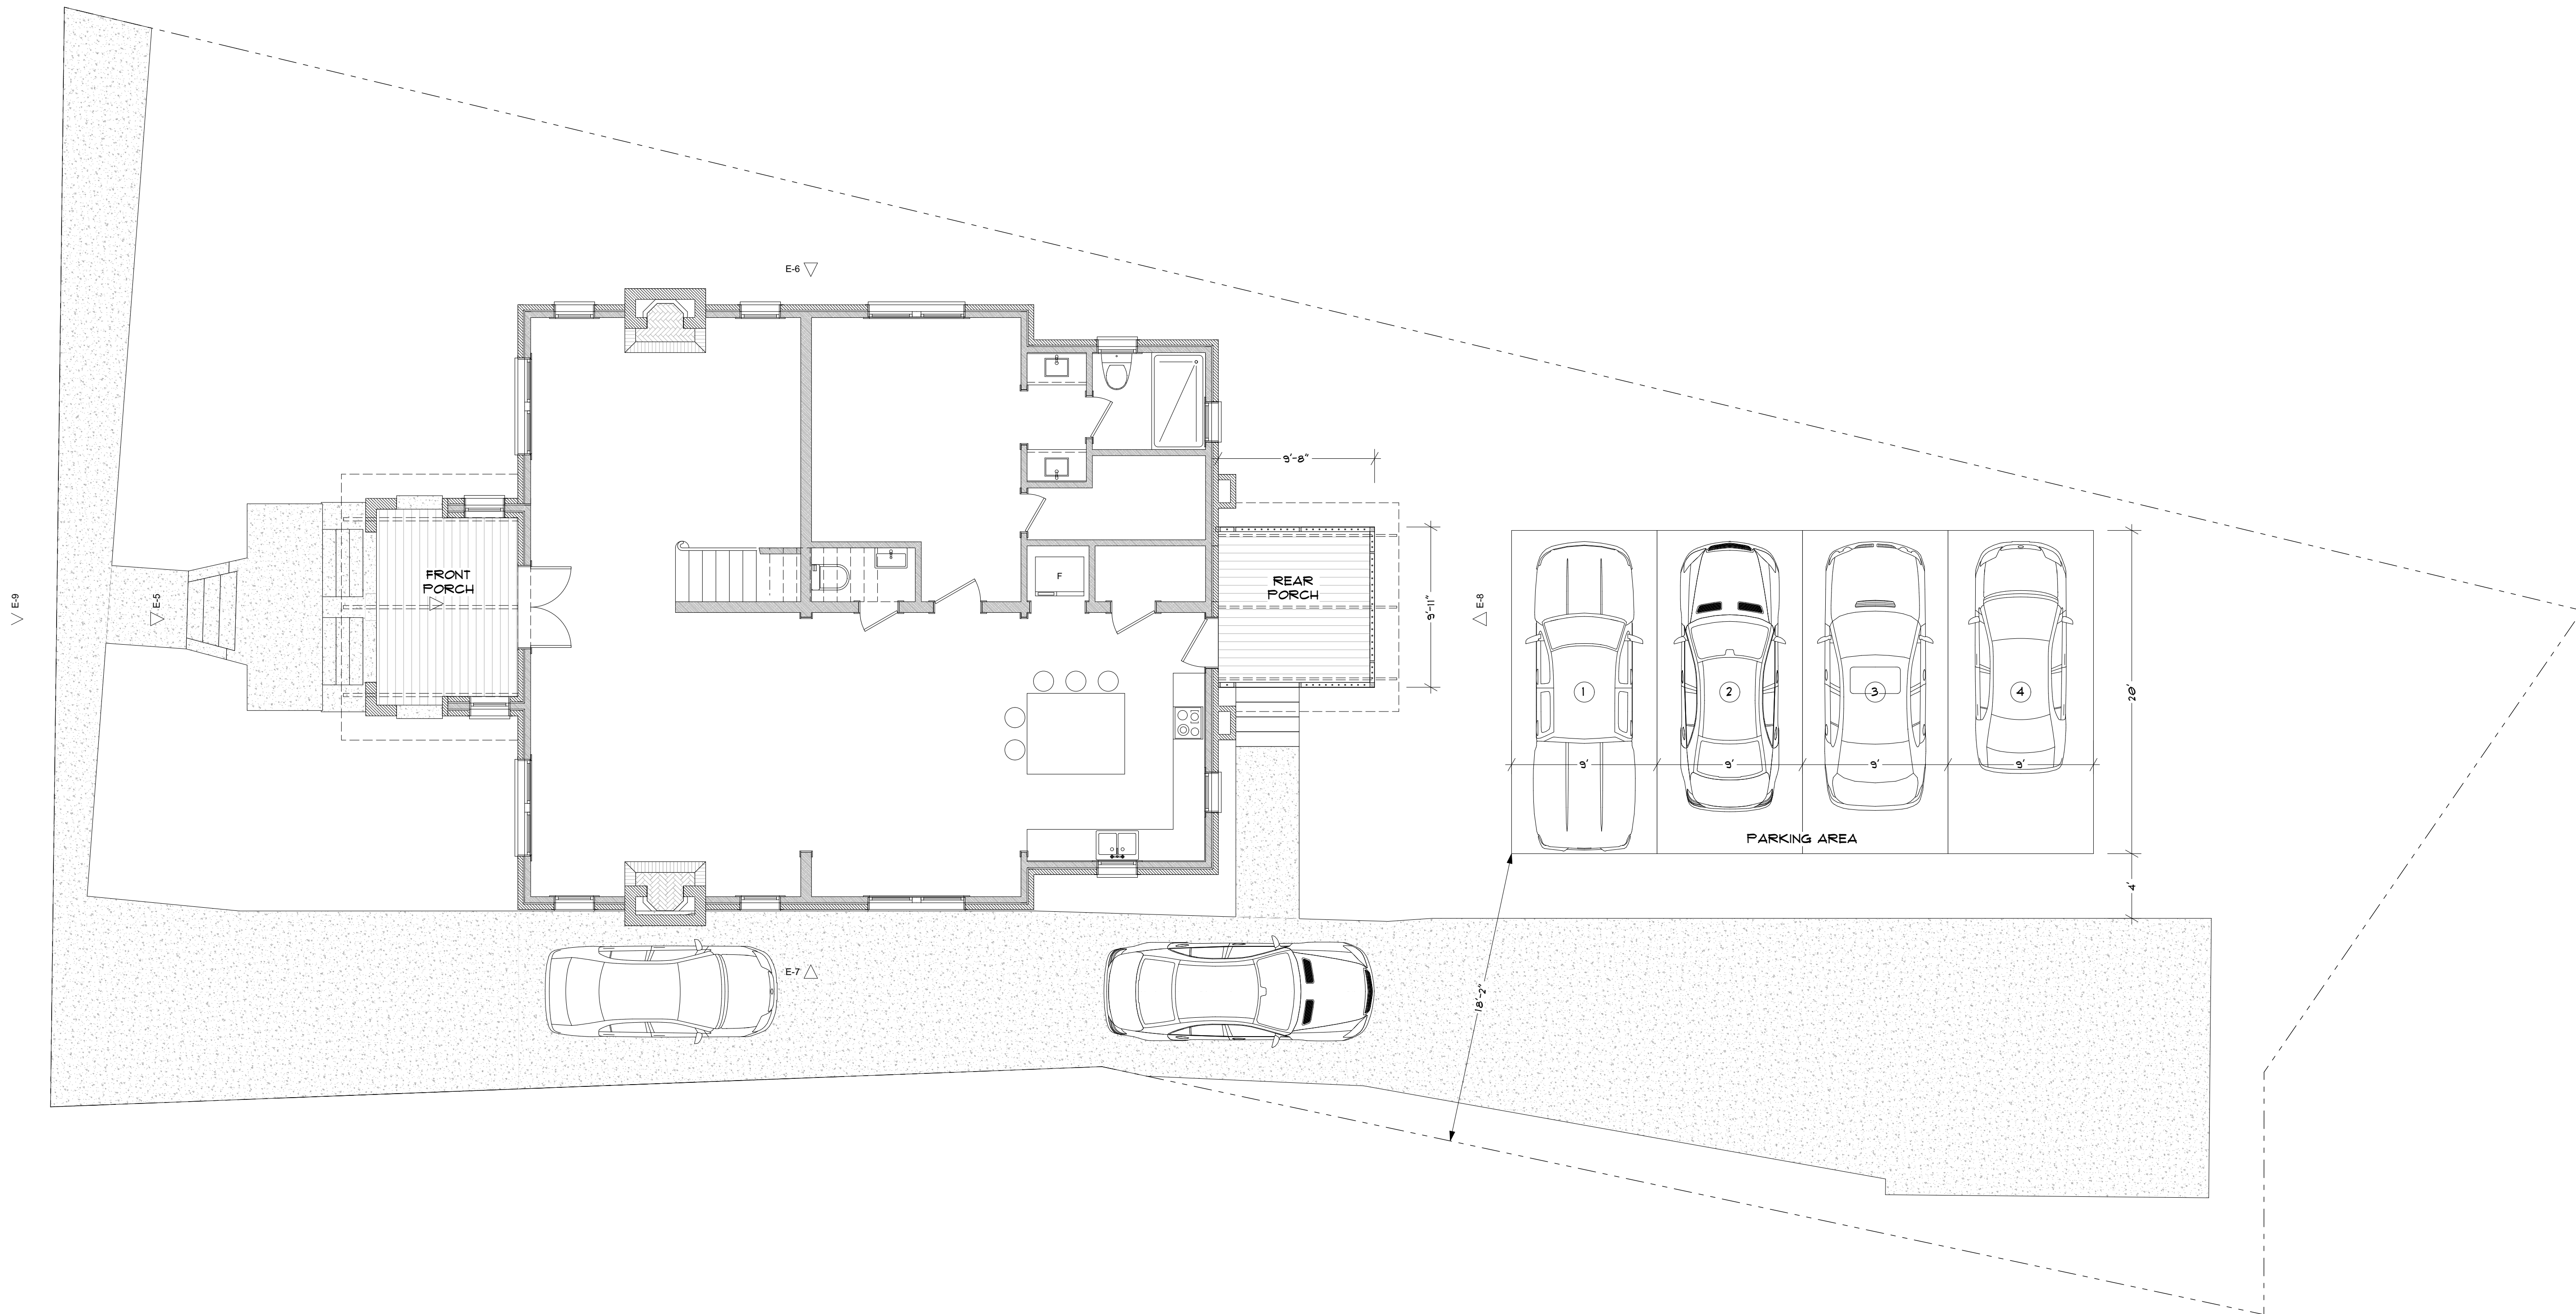 E-6
9'-8"
FRONT
PORCH
F
REAR
PORCH
9'-11"
E-9
E-5
E-8
1
2
3
4
20'
9'
9'
9'
9'
PARKING AREA
4'
E-7
18'-2"